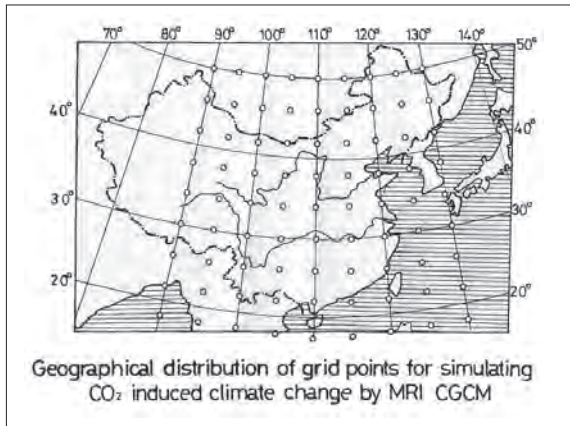 70° 80° 90° 100° 110° 120° 130° 140° 50°
40° 40°
30° 30°
20° 20°
Geographical distribution of grid points for simulating
CO₂ induced climate change by MRI CGCM